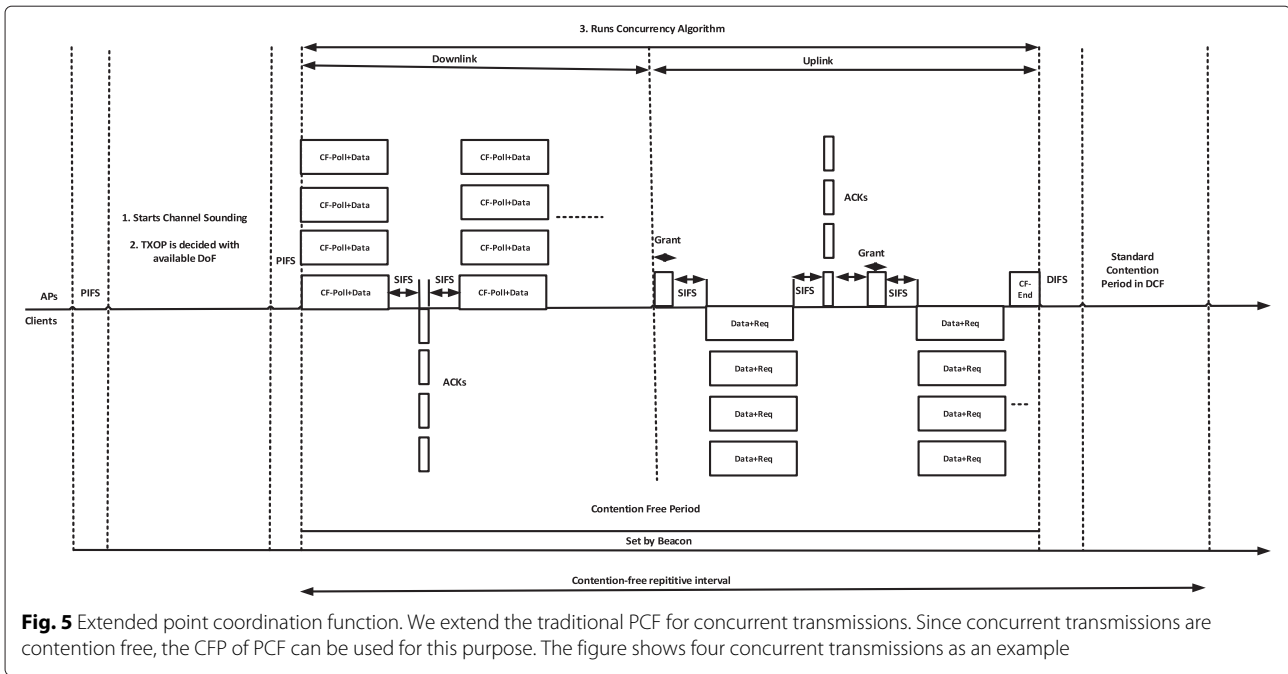 3. Runs Concurrency Algorithm
Downlink
Uplink
CF-Poll+Data
CF-Poll+Data
CF-Poll+Data
CF-Poll+Data
CF-Poll+Data
CF-Poll+Data
CF-Poll+Data
CF-Poll+Data
1. Starts Channel Sounding
2. TXOP is decided with
available DoF
ACKs
Grant
Grant
PIFS
PIFS
SIFS
SIFS
SIFS
SIFS
SIFS
CF-
End
DIFS
Standard
Contention
Period in DCF
APs
Clients
Data+Req
Data+Req
Data+Req
Data+Req
Data+Req
Data+Req
Data+Req
Data+Req
ACKs
Contention Free Period
Set by Beacon
Contention-free repititive interval
Fig. 5 Extended point coordination function. We extend the traditional PCF for concurrent transmissions. Since concurrent transmissions are
contention free, the CFP of PCF can be used for this purpose. The figure shows four concurrent transmissions as an example